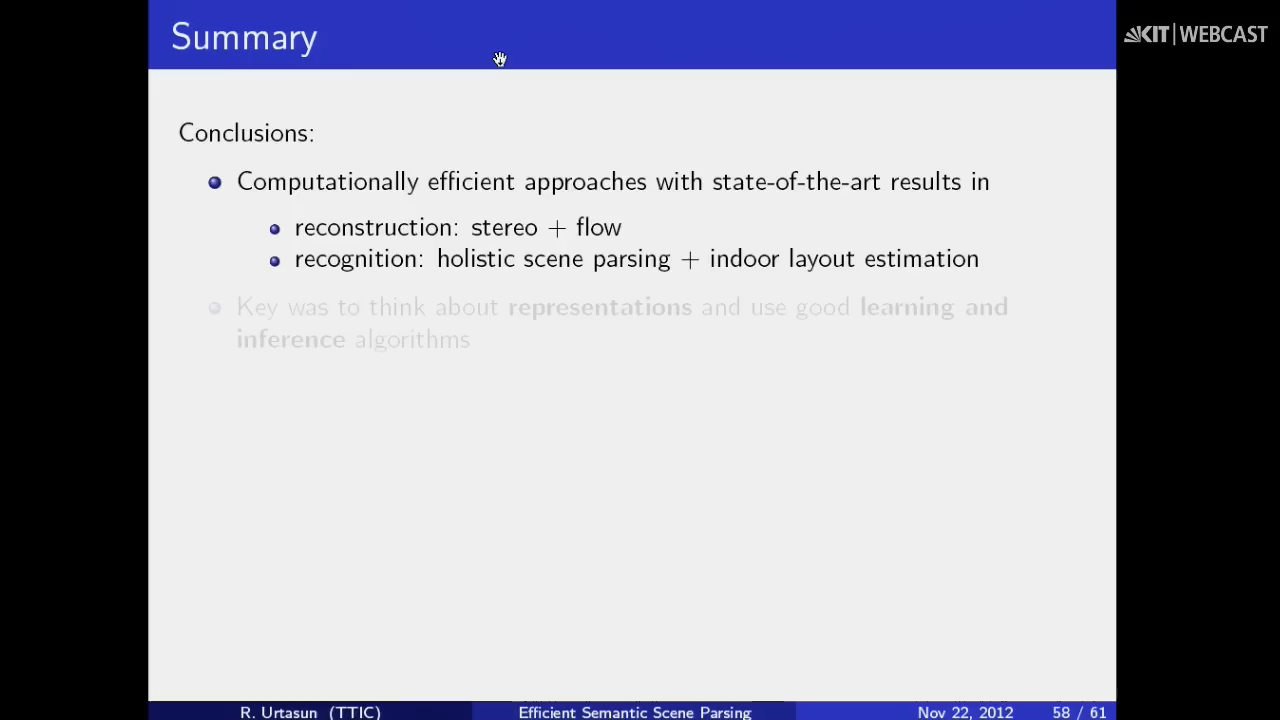 Summary
KIT | WEBCAST
Conclusions:
Computationally efficient approaches with state-of-the-art results in
reconstruction: stereo + flow
recognition: holistic scene parsing + indoor layout estimation
Key was to think about representations and use good learning and
inference algorithms
R. Urtasun (TTIC)
Efficient Semantic Scene Parsing
Nov 22, 2012
58 / 61